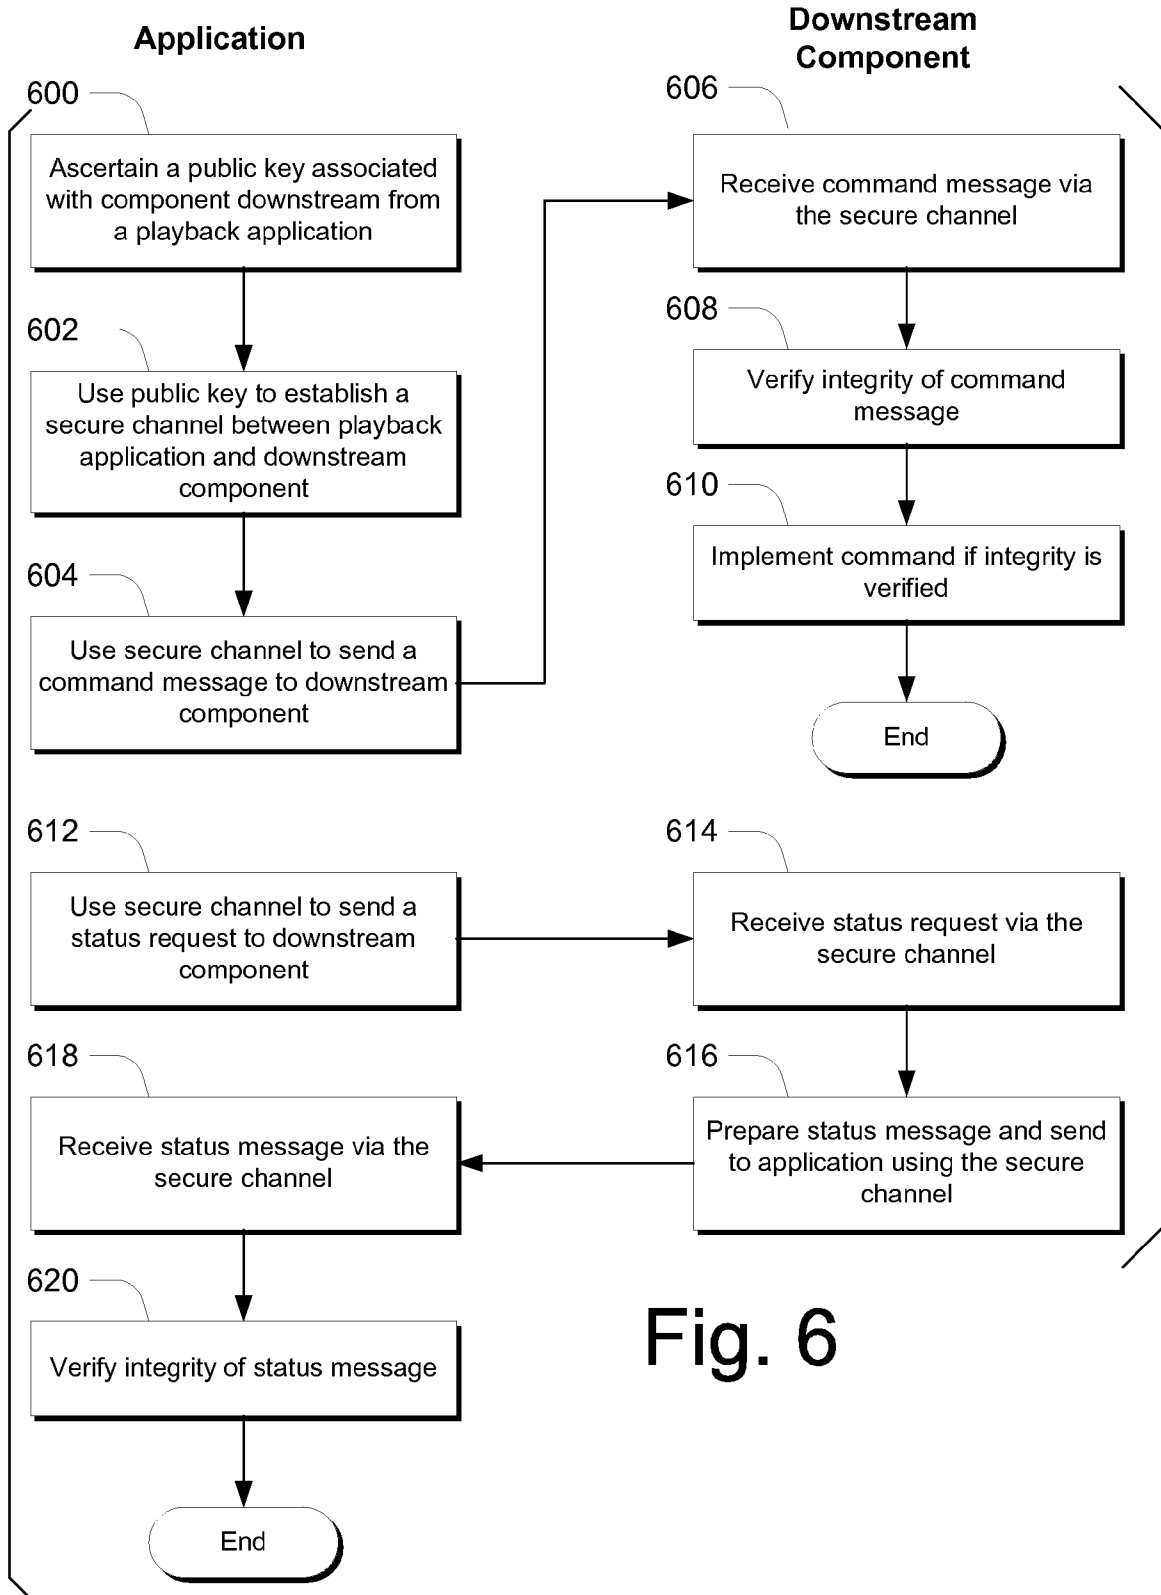 Application
Downstream
Component
600
Ascertain a public key associated
with component downstream from
a playback application
602
Use public key to establish a
secure channel between playback
application and downstream
component
604
Use secure channel to send a
command message to downstream
component
606
Receive command message via
the secure channel
608
Verify integrity of command
message
610
Implement command if integrity is
verified
End
612
Use secure channel to send a
status request to downstream
component
614
Receive status request via the
secure channel
616
Prepare status message and send
to application using the secure
channel
618
Receive status message via the
secure channel
620
Verify integrity of status message
End
Fig. 6